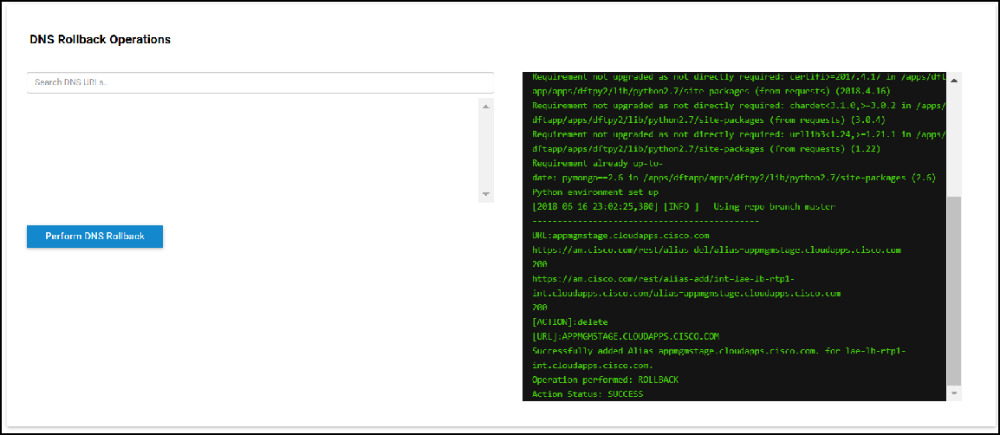 DNS Rollback Operations
Search DNS URLs..
Perform DNS Rollback
Requirement not upgraded as not directly required: certifi>=2017.4.17 in /apps/dft
app/apps/dftpy2/lib/python2.7/site-packages (from requests) (2018.4.16)
Requirement not upgraded as not directly required: chardet<3.1.0,>=3.0.2 in /apps/
dftapp/apps/dftpy2/lib/python2.7/site-packages (from requests) (3.0.4)
Requirement not upgraded as not directly required: urllib3<1.24,>=1.21.1 in /apps/
dftapp/apps/dftpy2/lib/python2.7/site-packages (from requests) (1.22)
Requirement already up-to-
date: pymongo==2.6 in /apps/dftapp/apps/dftpy2/lib/python2.7/site-packages (2.6)
Python environment set up
[2018-06-16 23:02:25,380] [INFO ]   Using repo branch master
---------------------------------------------
URL:appmgmstage.cloudapps.cisco.com
https://am.cisco.com/rest/alias-del/alias=appmgmstage.cloudapps.cisco.com
200
https://am.cisco.com/rest/alias-add/int=lae-lb-rtp1-
int.cloudapps.cisco.com/alias=appmgmstage.cloudapps.cisco.com
200
[ACTION]:delete
[URL]:APPMGMSTAGE.CLOUDAPPS.CISCO.COM
Successfully added Alias appmgmstage.cloudapps.cisco.com. for lae-lb-rtp1-
int.cloudapps.cisco.com.
Operation performed: ROLLBACK
Action Status: SUCCESS